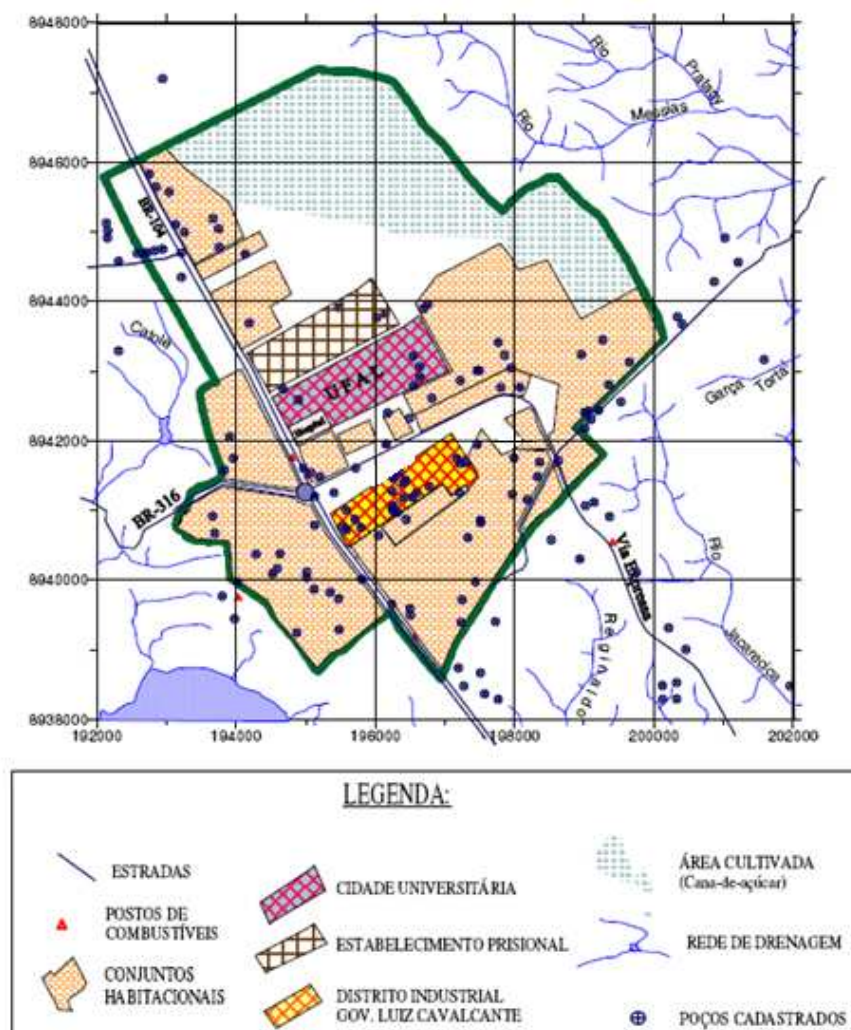 8948000
Rio
Pratagy
Messias
Rio
8946000
BR-104
8944000
Catolé
UFAL
Garça
Torta
Hospital
8942000
BR-316
Via Expressa
Rio
8940000
Reginaldo
Jacarecica
8938000
192000 194000 196000 198000 200000 202000
LEGENDA:
ESTRADAS
POSTOS DE
COMBUSTÍVEIS
CONJUNTOS
HABITACIONAIS
CIDADE UNIVERSITÁRIA
ESTABELECIMENTO PRISIONAL
DISTRITO INDUSTRIAL
GOV. LUIZ CAVALCANTE
ÁREA CULTIVADA
(Cana-de-açúcar)
REDE DE DRENAGEM
POÇOS CADASTRADOS